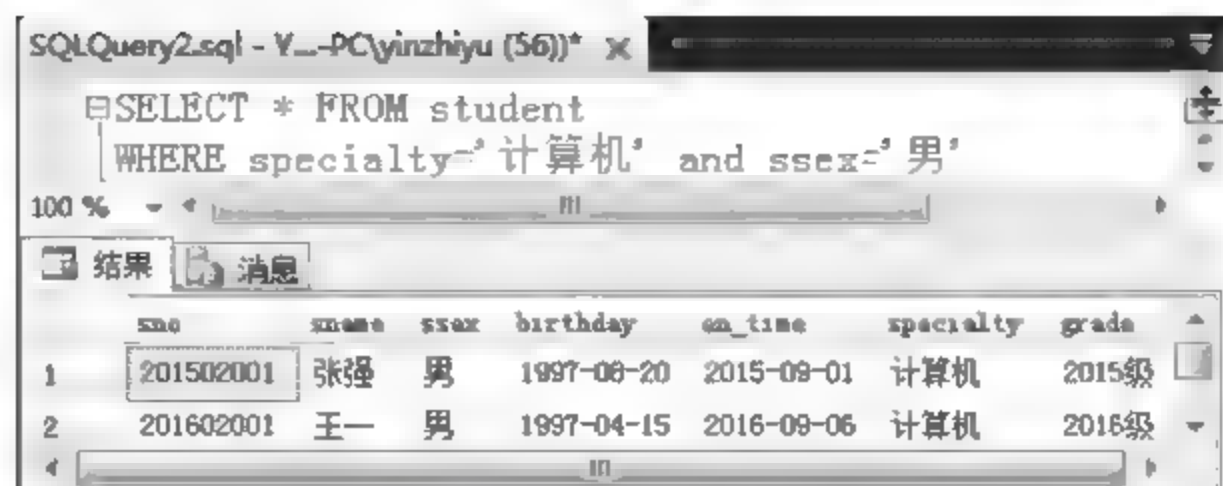 SQLQuery2.sql - Y...-PC\yinzhiyu (56))* ×
SELECT * FROM student
WHERE specialty='计算机' and ssex='男'
100 %
结果 消息
sno sname ssex birthday en_time specialty grade
1 201502001 张强 男 1997-08-20 2015-09-01 计算机 2015级
2 201602001 王一 男 1997-04-15 2016-09-06 计算机 2016级